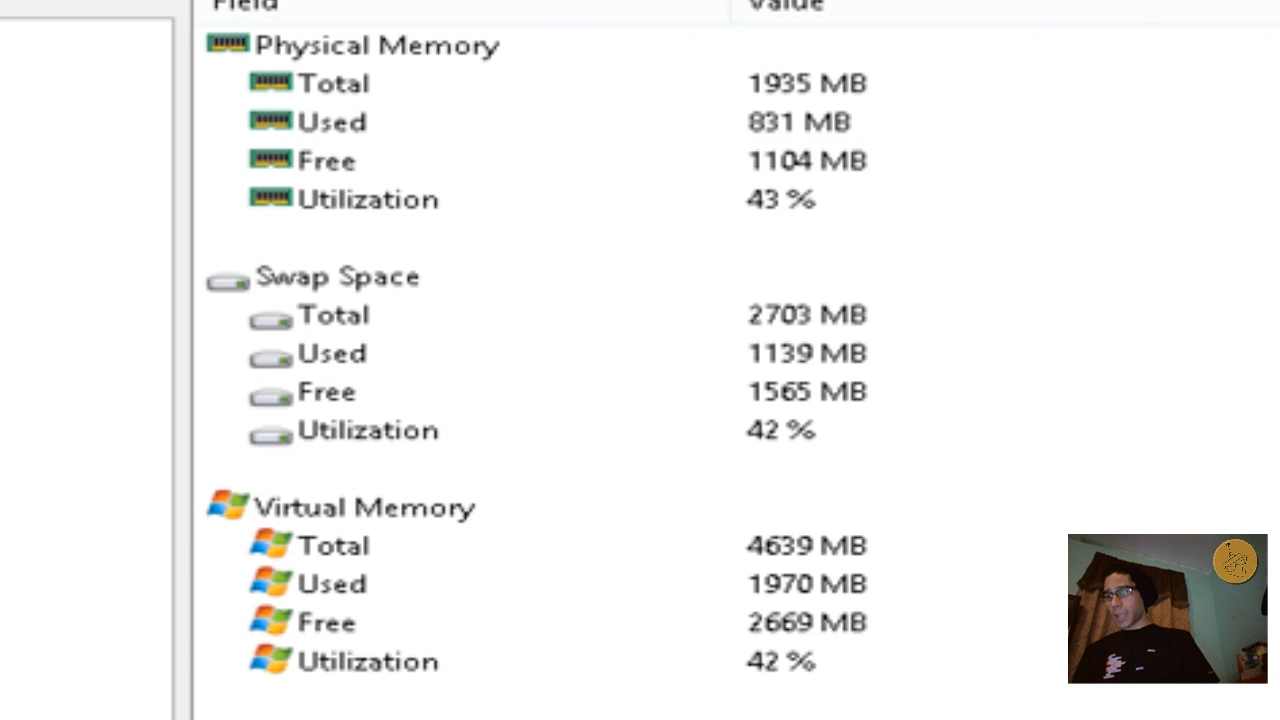 Field Value
Physical Memory
Total 1935 MB
Used 831 MB
Free 1104 MB
Utilization 43 %
Swap Space
Total 2703 MB
Used 1139 MB
Free 1565 MB
Utilization 42 %
Virtual Memory
Total 4639 MB
Used 1970 MB
Free 2669 MB
Utilization 42 %